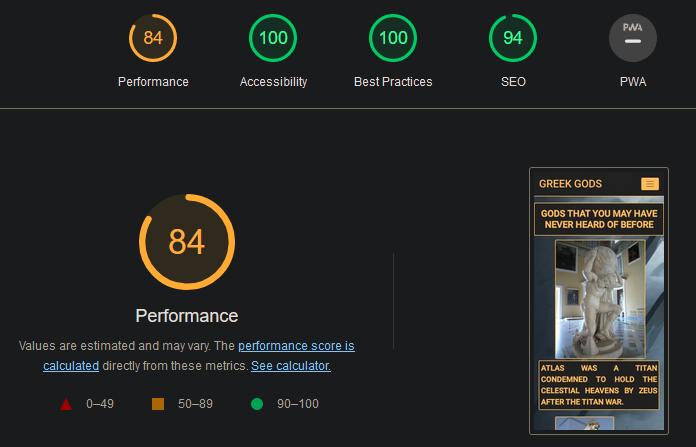 84
100
100
94
PWA
Performance
Accessibility
Best Practices
SEO
PWA
84
Performance
Values are estimated and may vary. The performance score is
calculated directly from these metrics. See calculator.
0–49
50–89
90–100
GREEK GODS
GODS THAT YOU MAY HAVE
NEVER HEARD OF BEFORE
ATLAS WAS A TITAN
CONDEMNED TO HOLD THE
CELESTIAL HEAVENS BY ZEUS
AFTER THE TITAN WAR.